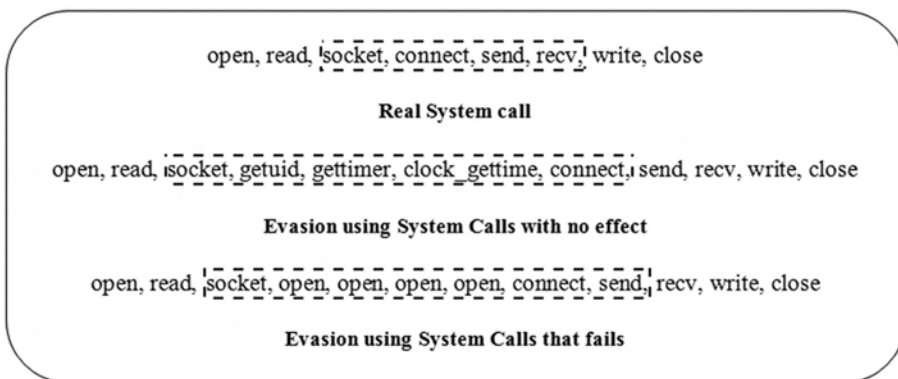 open, read, socket, connect, send, recv, write, close
Real System call
open, read, socket, getuid, gettimer, clock_gettime, connect, send, recv, write, close
Evasion using System Calls with no effect
open, read, socket, open, open, open, open, connect, send, recv, write, close
Evasion using System Calls that fails